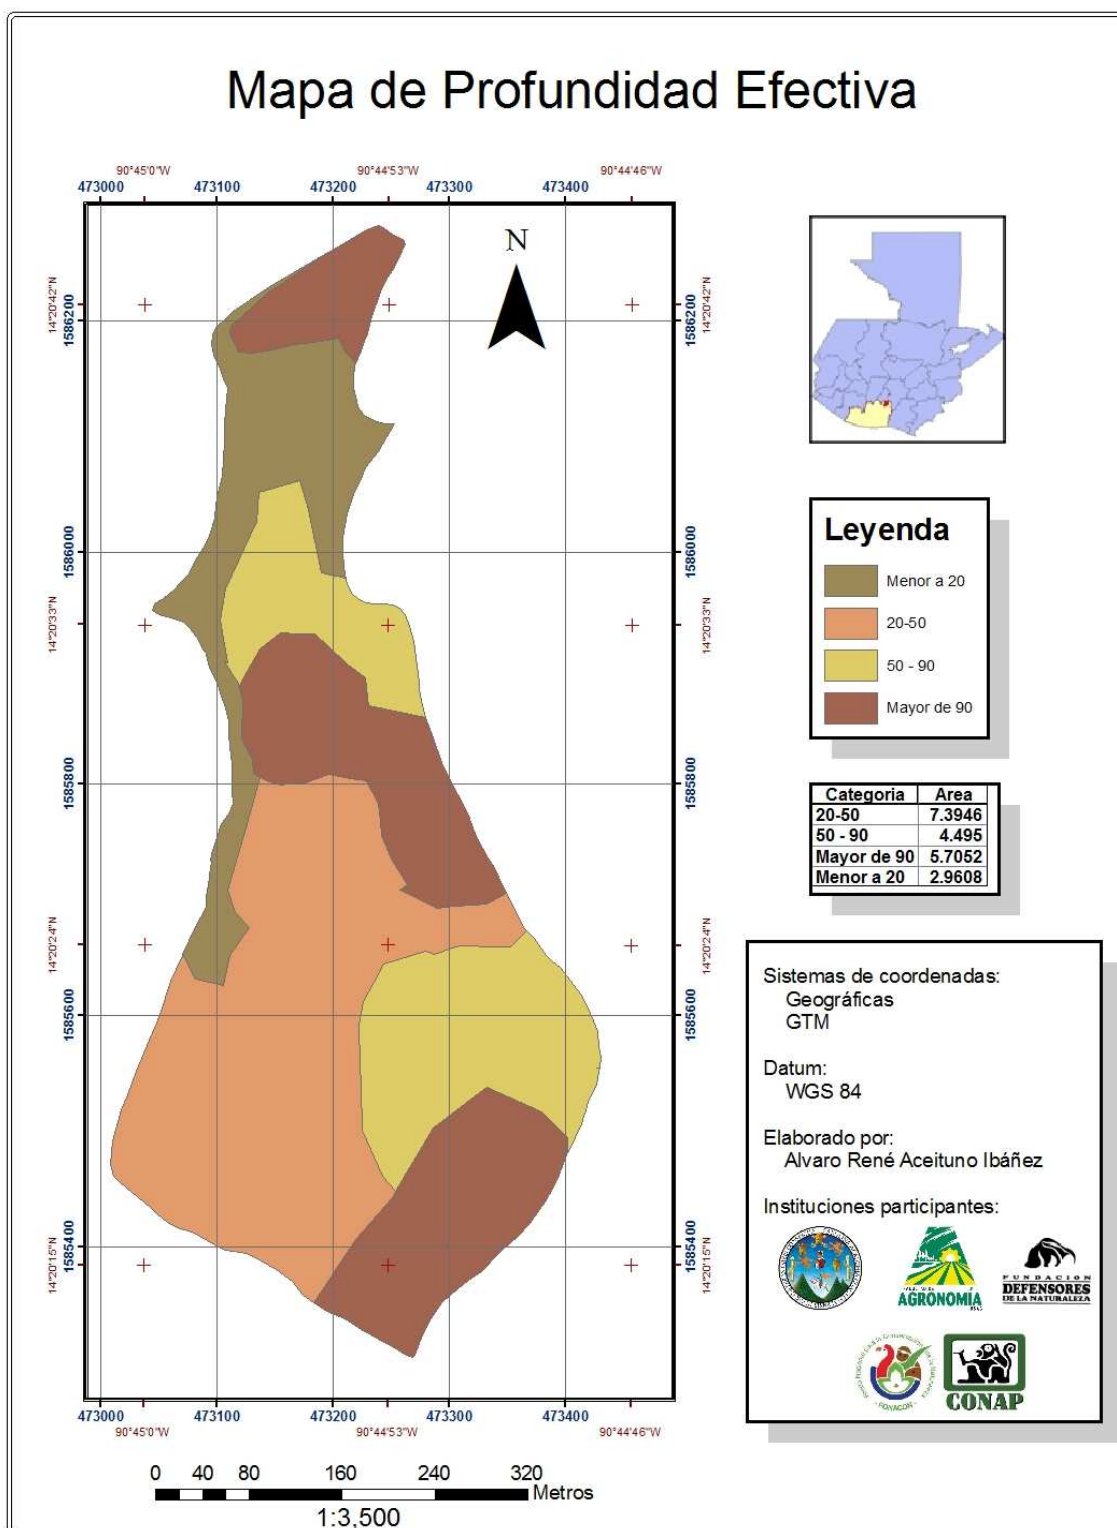 Mapa de Profundidad Efectiva
90°45'0"W 90°44'53"W 90°44'46"W
473000 473100 473200 473300 473400
N
14°20'42"N 1586200 1586200 14°20'42"N
1586000 1586000
14°20'33"N 14°20'33"N
1585800 1585800
14°20'24"N 14°20'24"N
1585600 1585600
1585400 1585400
14°20'15"N 14°20'15"N
473000 473100 473200 473300 473400
90°45'0"W 90°44'53"W 90°44'46"W
0 40 80 160 240 320
Metros
1:3,500
Leyenda
Menor a 20
20-50
50 - 90
Mayor de 90
Categoria Area
20-50 7.3946
50 - 90 4.495
Mayor de 90 5.7052
Menor a 20 2.9608
Sistemas de coordenadas:
Geográficas
GTM
Datum:
WGS 84
Elaborado por:
Alvaro René Aceituno Ibáñez
Instituciones participantes:
AGRONOMIA
FUNDACION
DEFENSORES
DE LA NATURALEZA
FONACON
CONAP